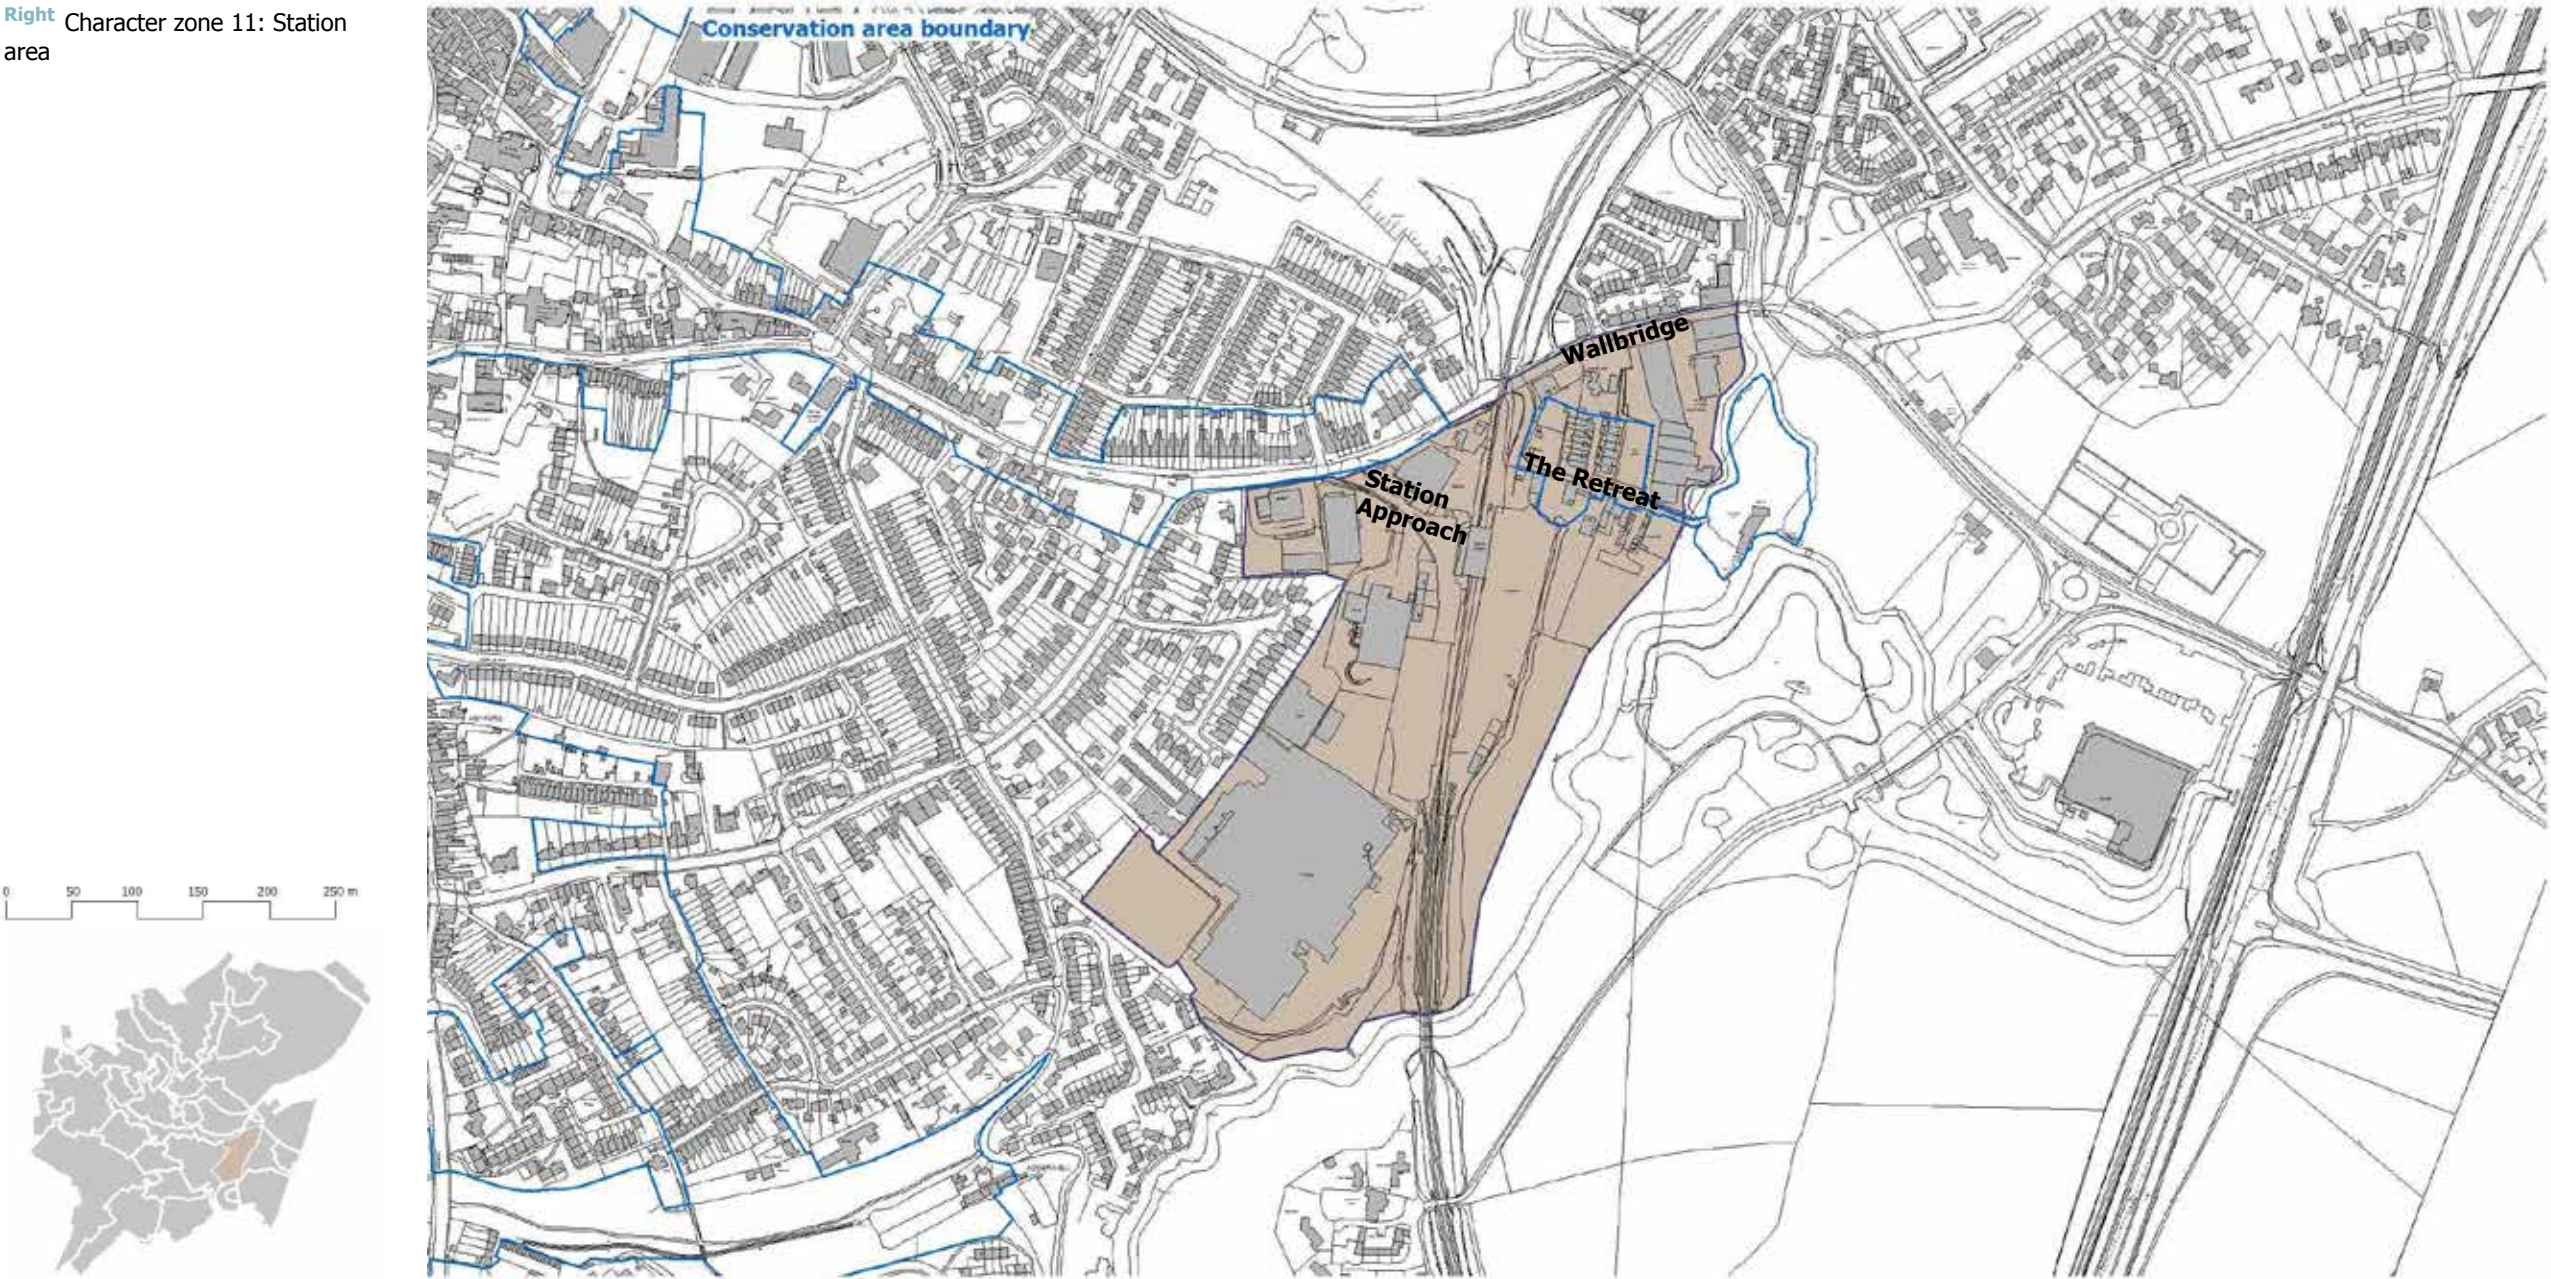 Right Character zone 11: Station
area
Conservation area boundary
Wallbridge
The Retreat
Station
Approach
0 50 100 150 200 250 m